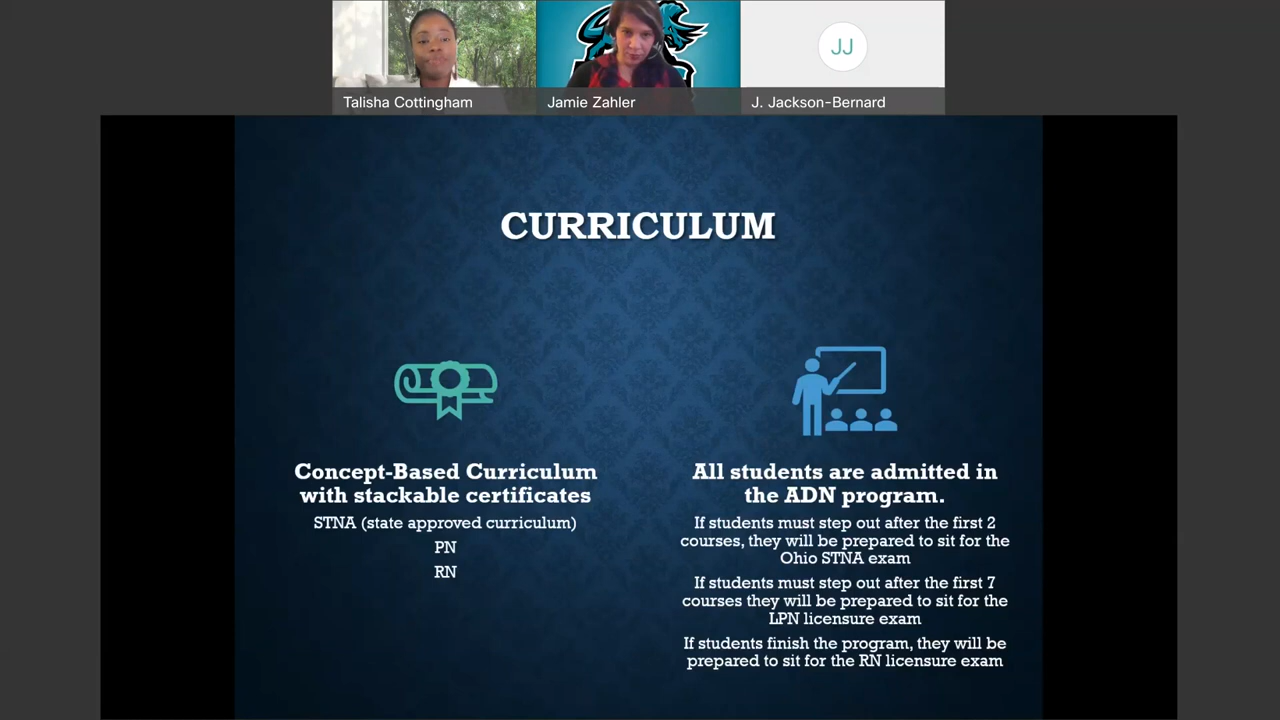 Talisha Cottingham
Jamie Zahler
JJ
J. Jackson-Bernard
CURRICULUM
Concept-Based Curriculum
with stackable certificates
STNA (state approved curriculum)
PN
RN
All students are admitted in
the ADN program.
If students must step out after the first 2
courses, they will be prepared to sit for the
Ohio STNA exam
If students must step out after the first 7
courses they will be prepared to sit for the
LPN licensure exam
If students finish the program, they will be
prepared to sit for the RN licensure exam